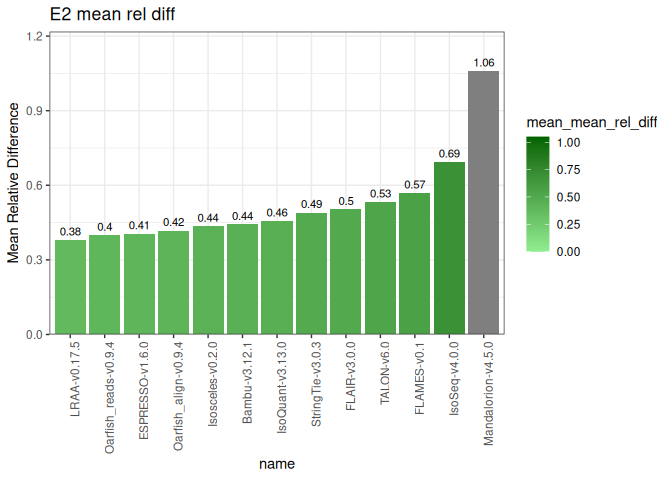 E2 mean rel diff
Mean Relative Difference
1.2
0.9
0.6
0.3
0.0
0.38
0.4
0.41
0.42
0.44
0.44
0.46
0.49
0.5
0.53
0.57
0.69
1.06
LRAA-v0.17.5
Oarfish_reads-v0.9.4
ESPRESSO-v1.6.0
Oarfish_align-v0.9.4
Isosceles-v0.2.0
Bambu-v3.12.1
IsoQuant-v3.13.0
StringTie-v3.0.3
FLAIR-v3.0.0
TALON-v6.0
FLAMES-v0.1
IsoSeq-v4.0.0
Mandalorion-v4.5.0
name
mean_mean_rel_diff
1.00
0.75
0.50
0.25
0.00